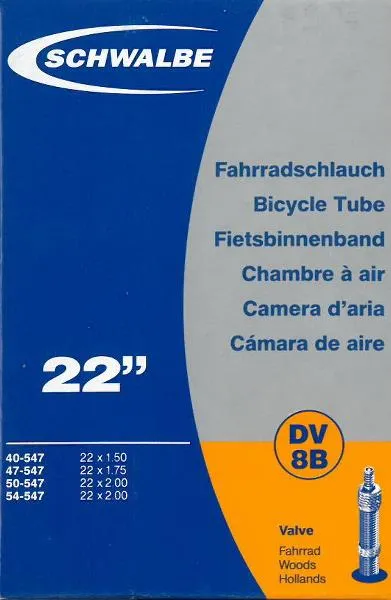 SCHWALBE
Fahrradschlauch
Bicycle Tube
Fietsbinnenband
Chambre à air
Camera d'aria
Cámara de aire
22”
40-547 22 x 1.50
47-547 22 x 1.75
50-547 22 x 2.00
54-547 22 x 2.00
DV
8B
Valve
Fahrrad
Woods
Hollands